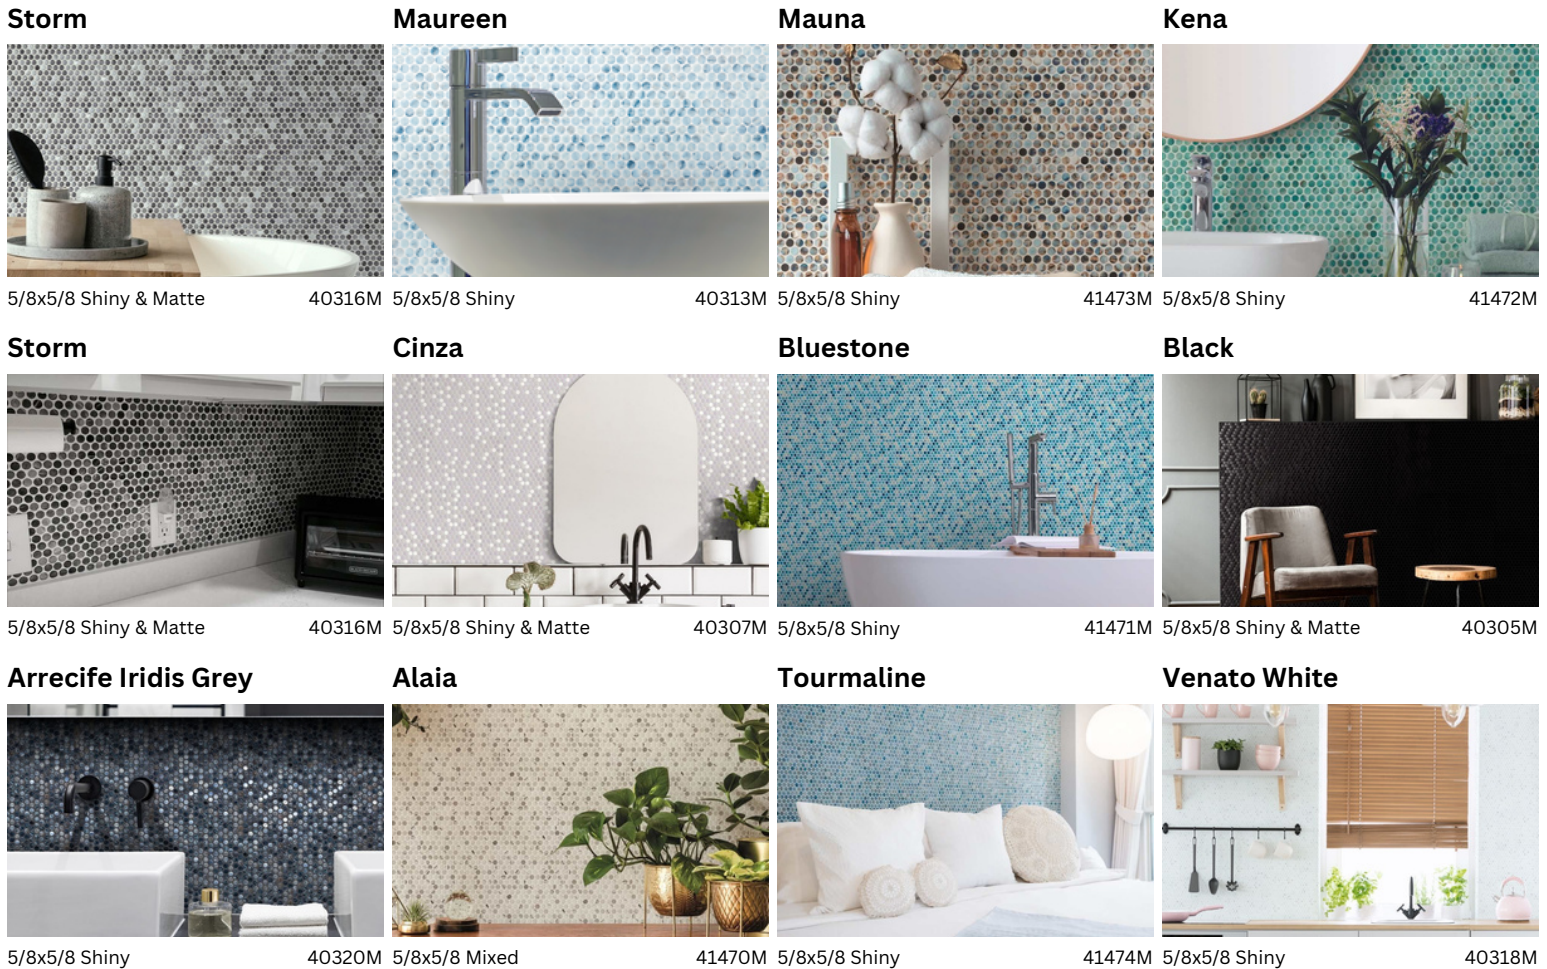 Storm
Maureen
Mauna
Kena
5/8x5/8 Shiny & Matte 40316M
5/8x5/8 Shiny 40313M
5/8x5/8 Shiny 41473M
5/8x5/8 Shiny 41472M
Storm
Cinza
Bluestone
Black
5/8x5/8 Shiny & Matte 40316M
5/8x5/8 Shiny & Matte 40307M
5/8x5/8 Shiny 41471M
5/8x5/8 Shiny & Matte 40305M
Arrecife Iridis Grey
Alaia
Tourmaline
Venato White
5/8x5/8 Shiny 40320M
5/8x5/8 Mixed 41470M
5/8x5/8 Shiny 41474M
5/8x5/8 Shiny 40318M